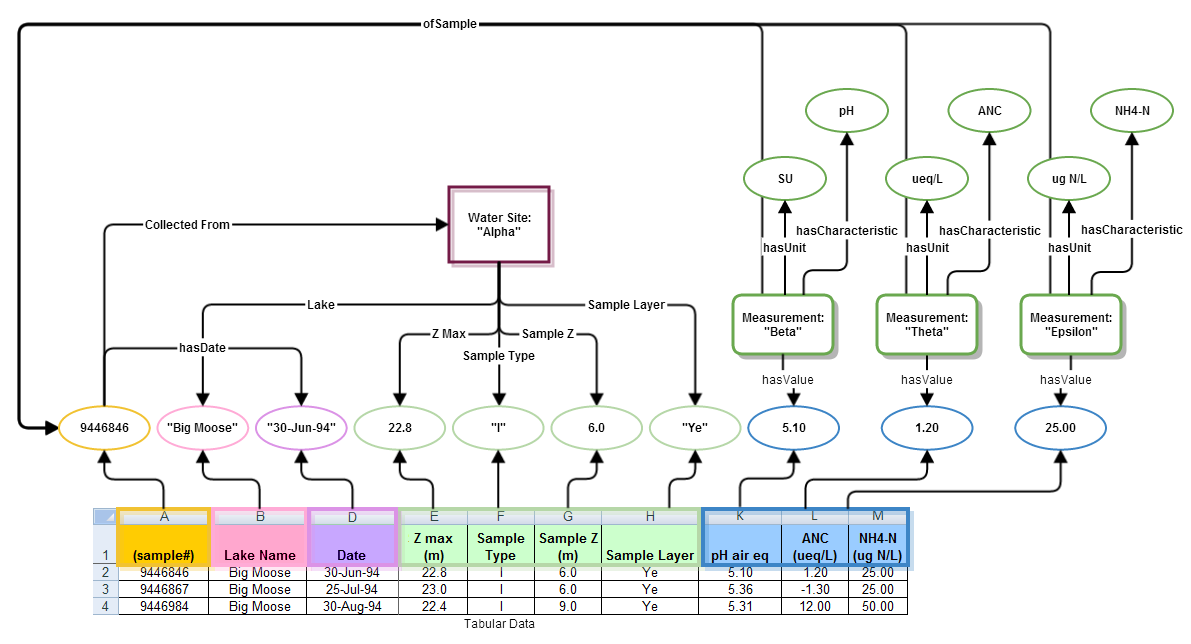 ofSample
pH
ANC
NH4-N
SU
ueq/L
ug N/L
Collected From
Water Site:
"Alpha"
hasCharacteristic
hasCharacteristic
hasCharacteristic
hasUnit
hasUnit
hasUnit
Lake
Sample Layer
Z Max
Sample Z
Sample Type
hasDate
Measurement:
"Beta"
Measurement:
"Theta"
Measurement:
"Epsilon"
hasValue
hasValue
hasValue
9446846
"Big Moose"
"30-Jun-94"
22.8
"I"
6.0
"Ye"
5.10
1.20
25.00
A B D E F G H K L M
1 (sample#) Lake Name Date Z max (m) Sample Type Sample Z (m) Sample Layer pH air eq ANC (ueq/L) NH4-N (ug N/L)
2 9446846 Big Moose 30-Jun-94 22.8 I 6.0 Ye 5.10 1.20 25.00
3 9446867 Big Moose 25-Jul-94 23.0 I 6.0 Ye 5.36 -1.30 25.00
4 9446984 Big Moose 30-Aug-94 22.4 I 9.0 Ye 5.31 12.00 50.00
Tabular Data